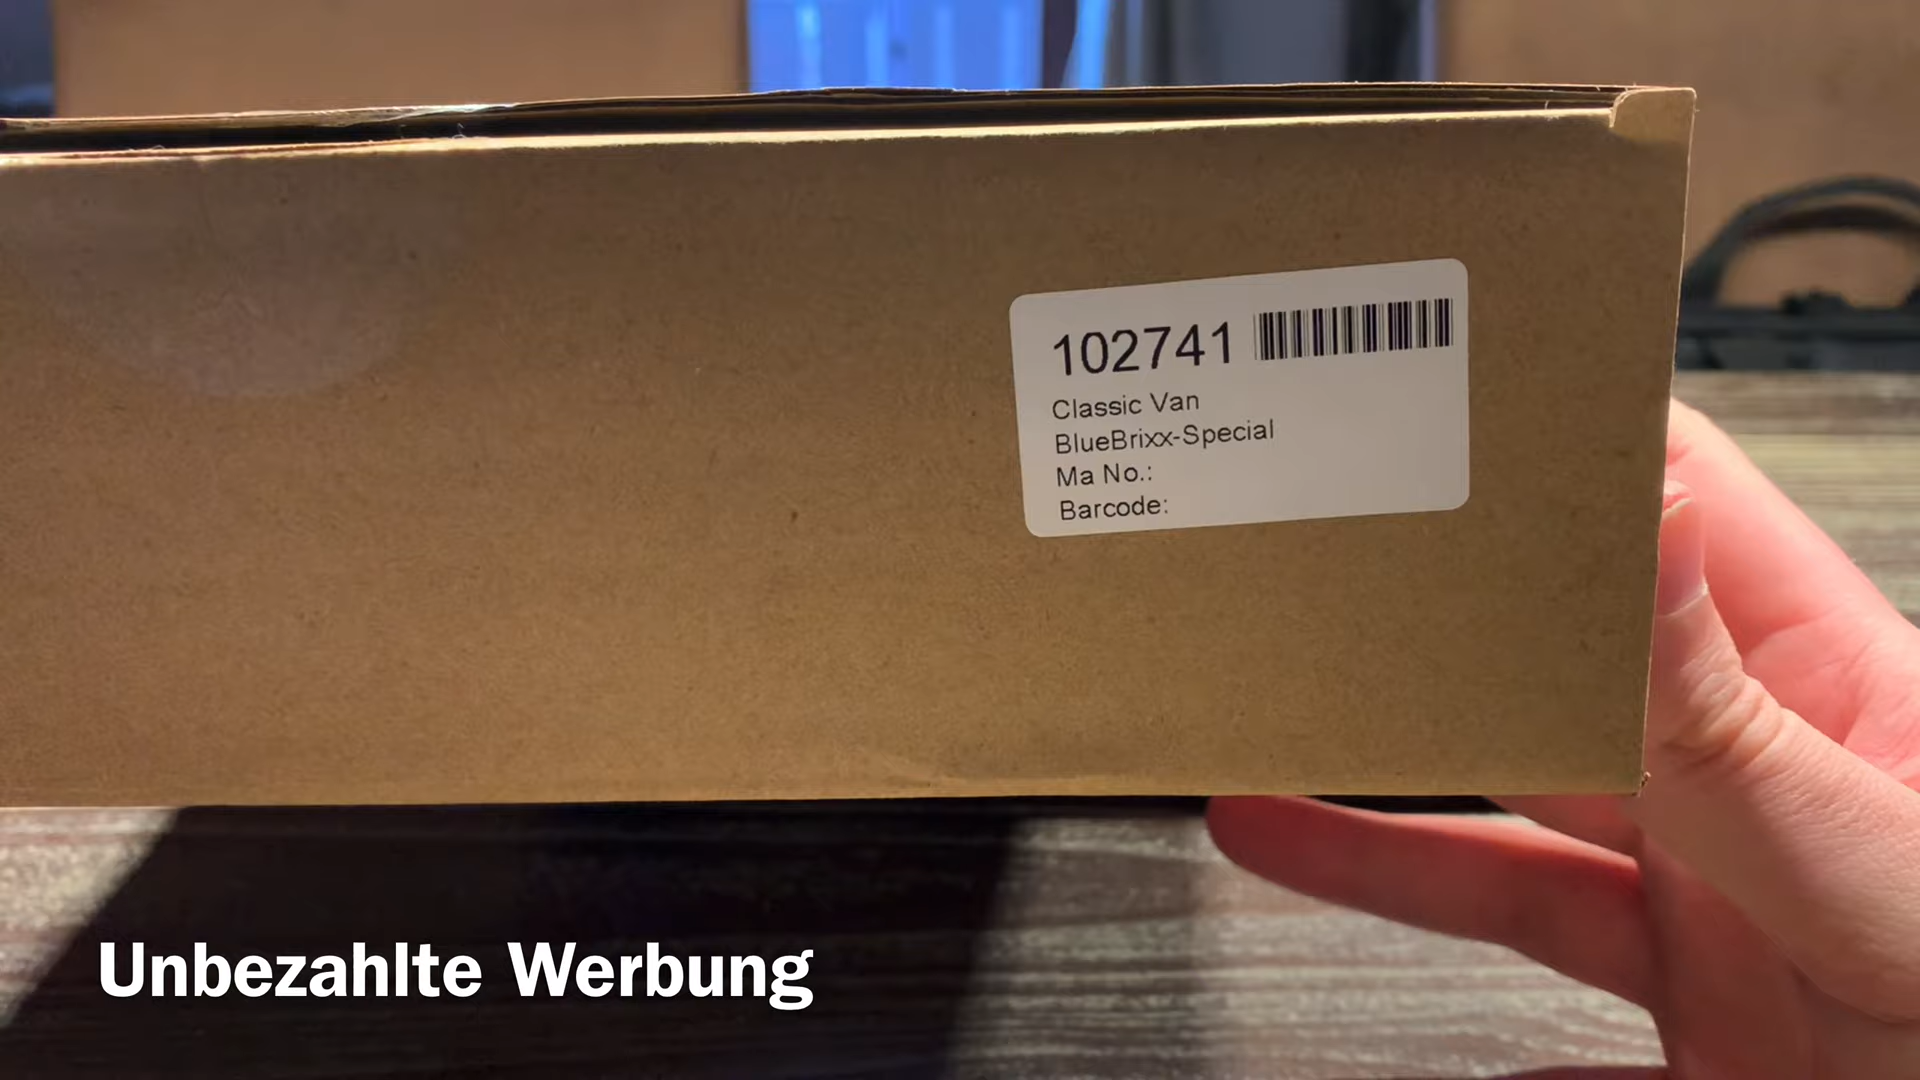 102741
Classic Van
BlueBrixx-Special
Ma No.:
Barcode:
Unbezahlte Werbung